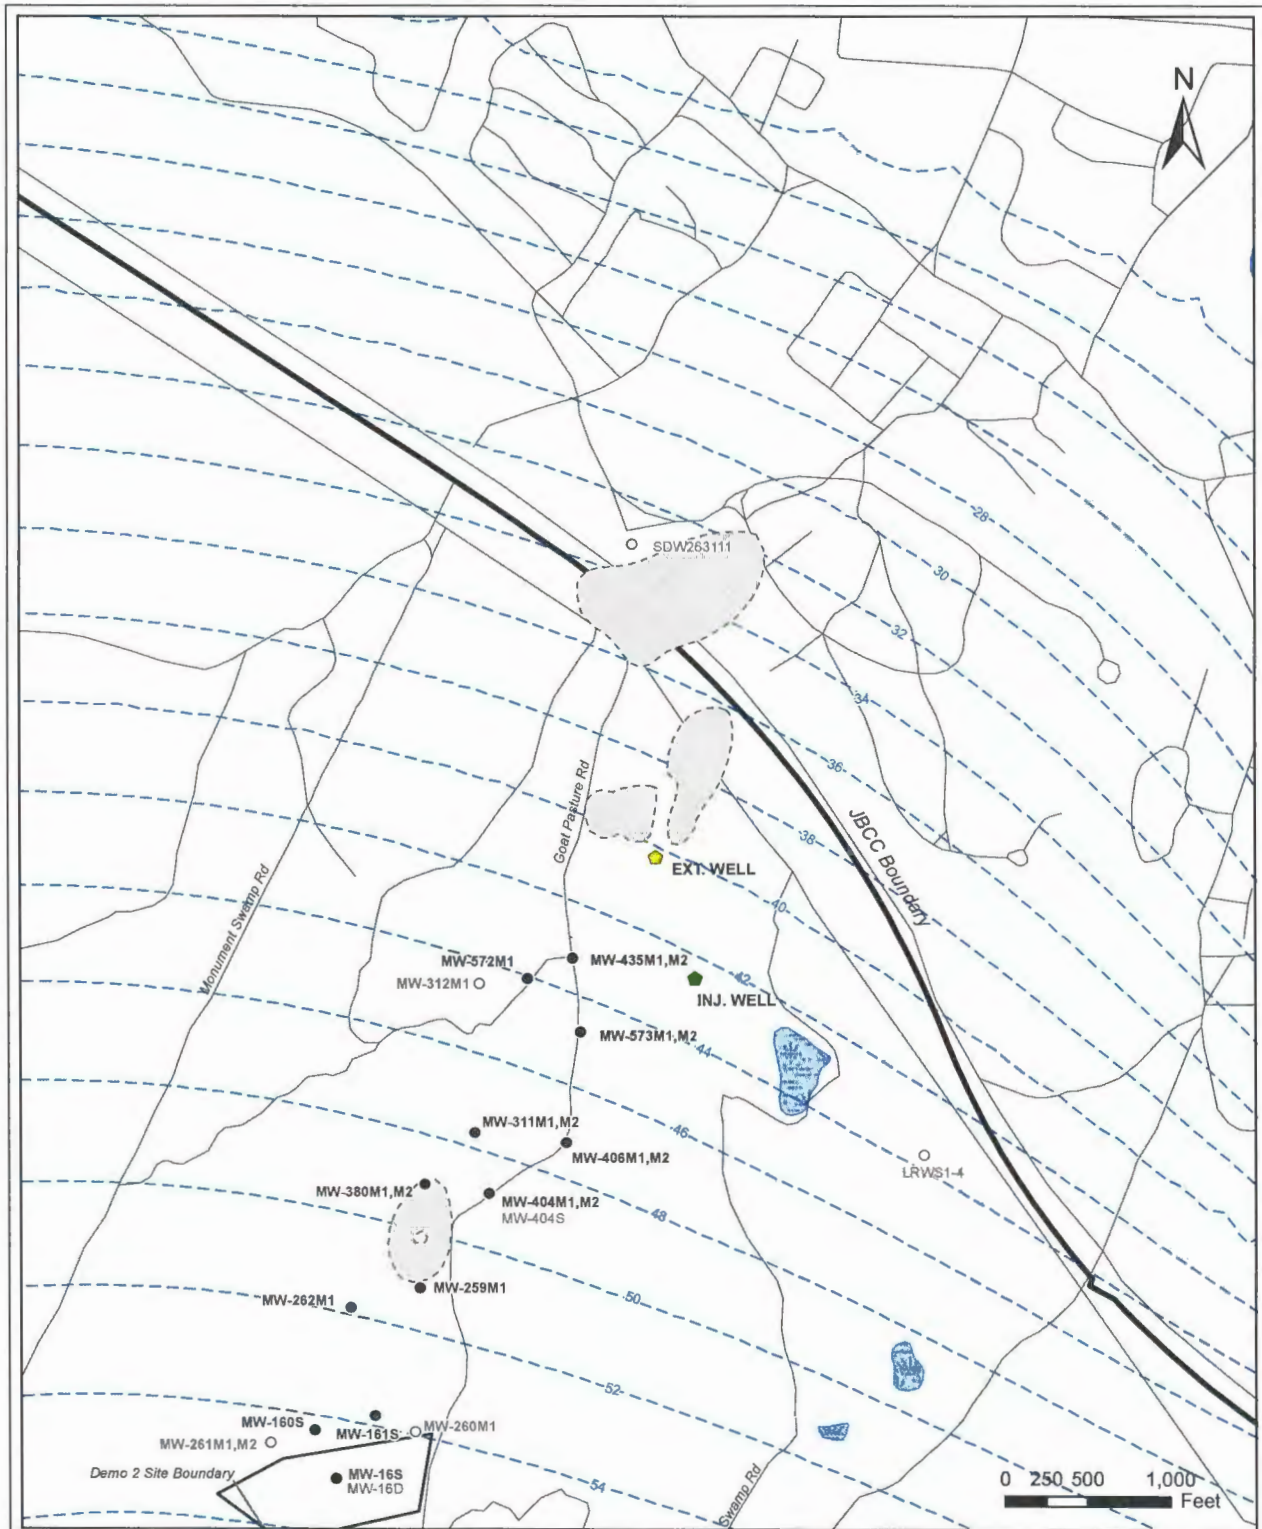 N
28
SDW263111
30
32
34
36
Goat Pasture Rd
JBCC Boundary
38
EXT. WELL
Monument Swamp Rd
40
MW-572M1
MW-435M1,M2
MW-312M1
42
INJ. WELL
MW-573M1,M2
44
MW-311M1,M2
46
MW-406M1,M2
LRWS1-4
MW-380M1,M2
MW-404M1,M2
MW-404S
48
MW-259M1
MW-262M1
50
52
MW-160S
MW-161S
MW-260M1
MW-261M1,M2
Demo 2 Site Boundary
MW-16S
MW-16D
54
Swamp Rd
0 250 500 1,000
Feet